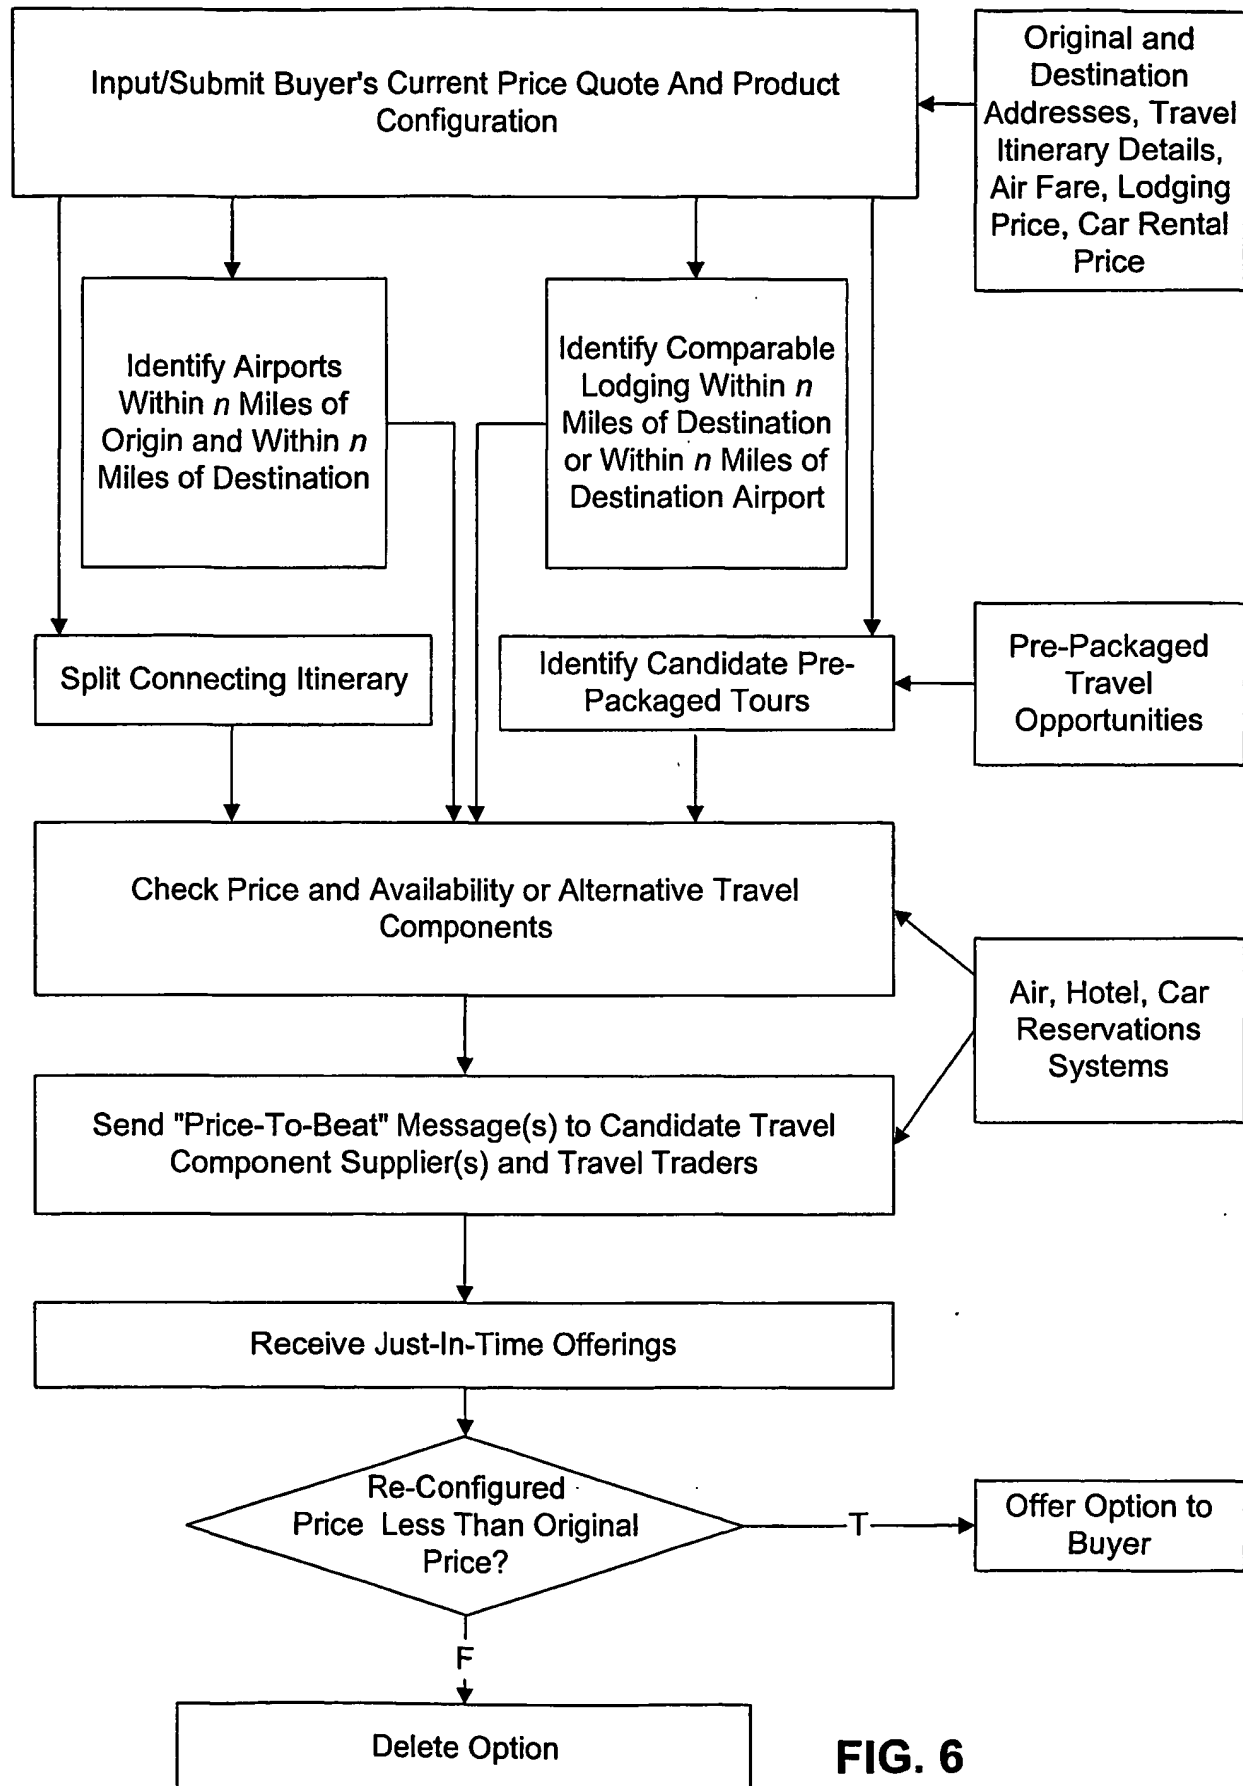 Input/Submit Buyer's Current Price Quote And Product
Configuration
Original and
Destination
Addresses, Travel
Itinerary Details,
Air Fare, Lodging
Price, Car Rental
Price
Identify Airports
Within n Miles of
Origin and Within n
Miles of Destination
Identify Comparable
Lodging Within n
Miles of Destination
or Within n Miles of
Destination Airport
Split Connecting Itinerary
Identify Candidate Pre-
Packaged Tours
Pre-Packaged
Travel
Opportunities
Check Price and Availability or Alternative Travel
Components
Air, Hotel, Car
Reservations
Systems
Send "Price-To-Beat" Message(s) to Candidate Travel
Component Supplier(s) and Travel Traders
Receive Just-In-Time Offerings
Re-Configured
Price Less Than Original
Price?
T
Offer Option to
Buyer
F
Delete Option
FIG. 6